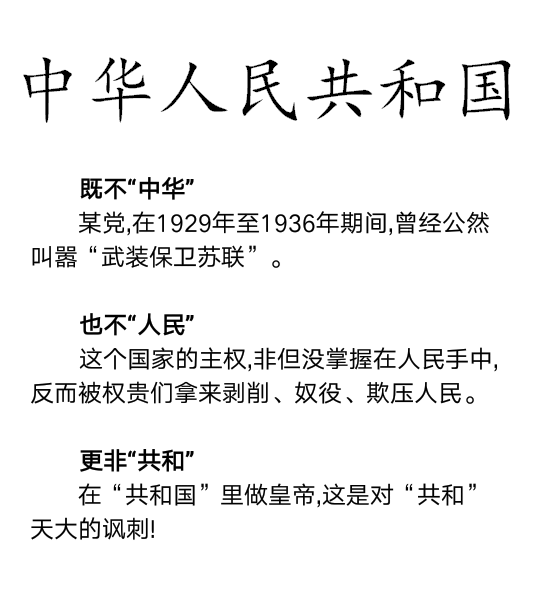 中华人民共和国
既不“中华”
某党,在1929年至1936年期间,曾经公然
叫嚣“武装保卫苏联”。
也不“人民”
这个国家的主权,非但没掌握在人民手中,
反而被权贵们拿来剥削、奴役、欺压人民。
更非“共和”
在“共和国”里做皇帝,这是对“共和”
天大的讽刺!